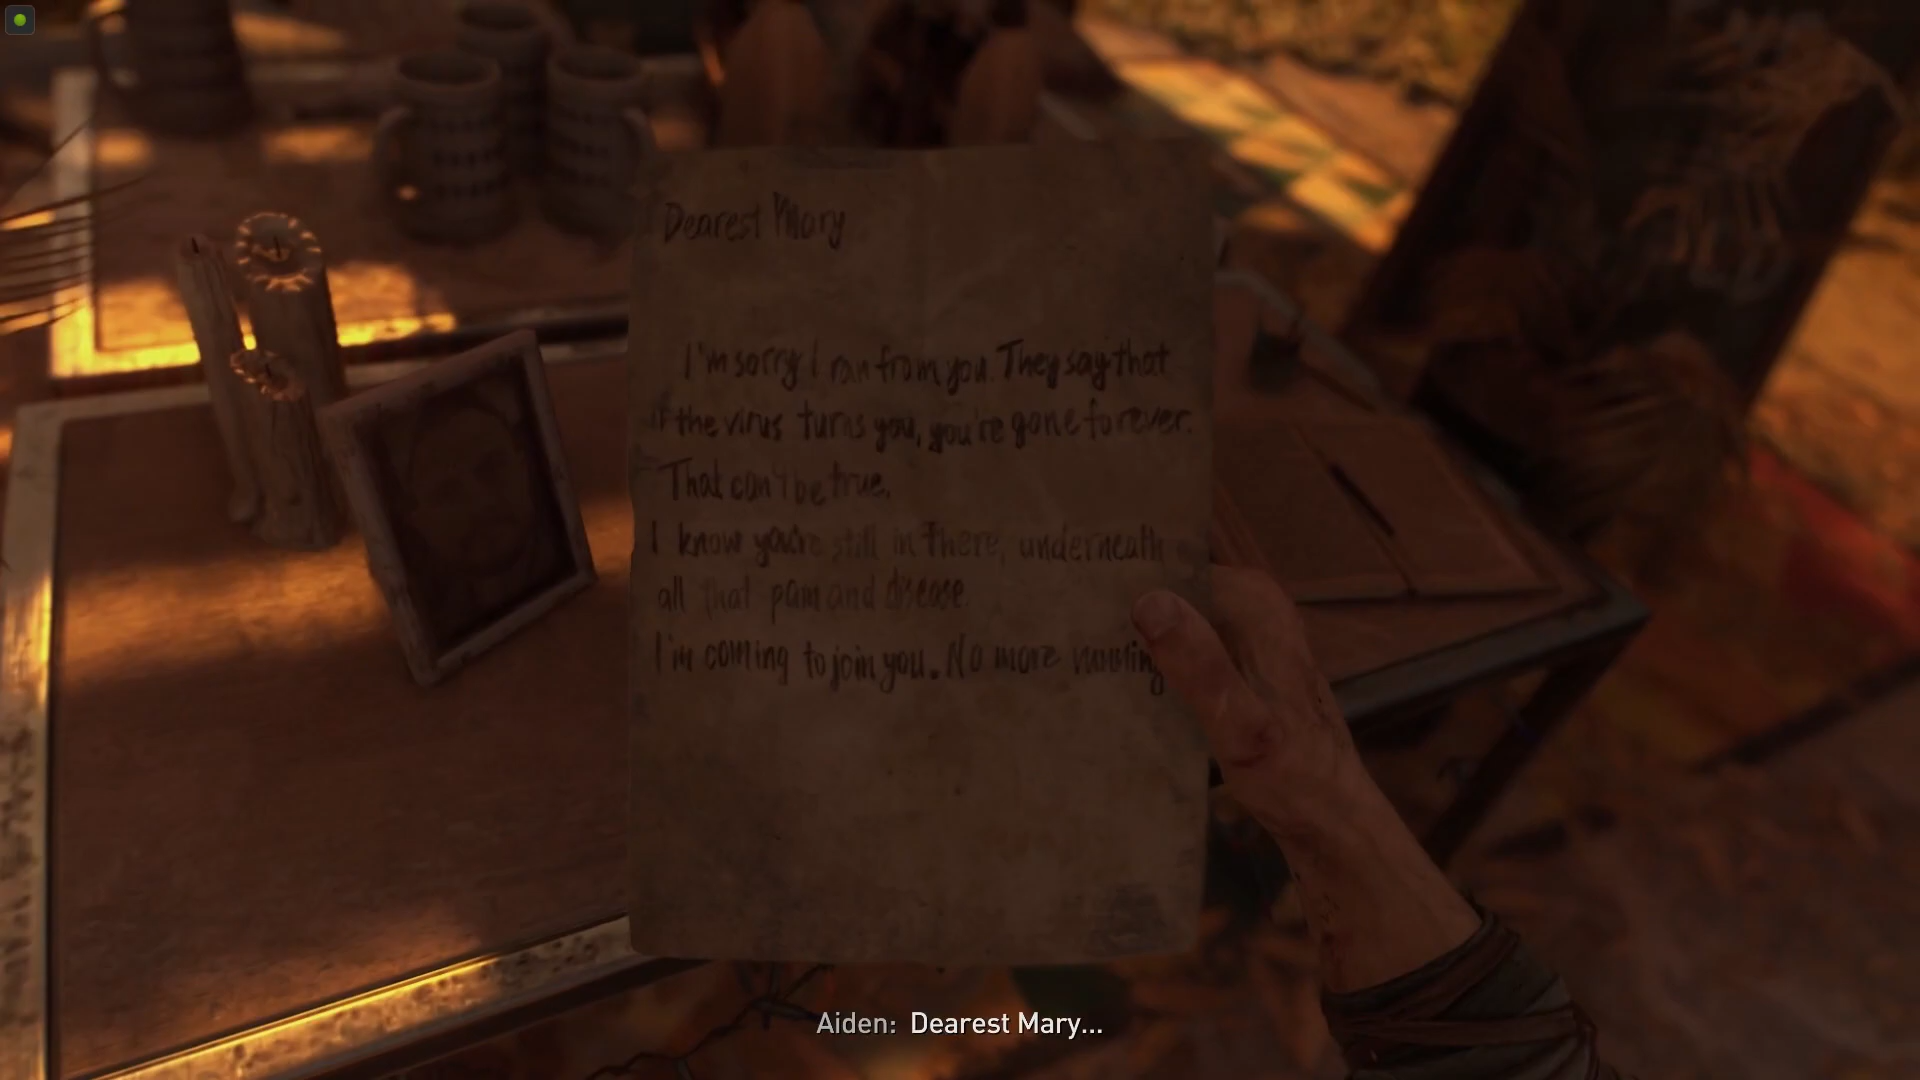 Dearest Mary
I'm sorry I ran from you. They say that
if the virus turns you, you're gone forever.
That can't be true.
I know you're still in there, underneath
all that pain and disease.
I'm coming to join you. No more running
Aiden: Dearest Mary...